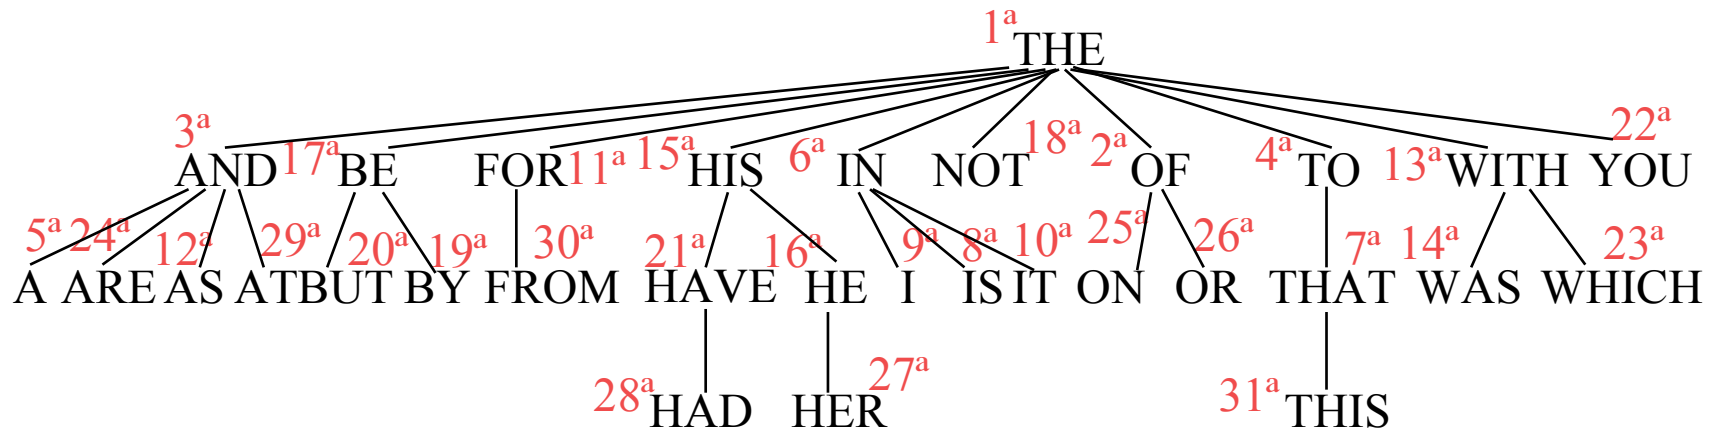 1ª THE
3ª AND 17ª BE FOR 11ª 15ª HIS 6ª IN NOT 18ª 2ª OF 4ª TO 13ª WITH YOU 22ª
5ª 24ª 12ª 29ª 20ª 19ª 30ª 21ª 16ª 9ª 8ª 10ª 25ª 26ª 7ª 14ª 23ª
A ARE AS AT BUT BY FROM HAVE HE I IS IT ON OR THAT WAS WHICH
28ª HAD HER 27ª 31ª THIS